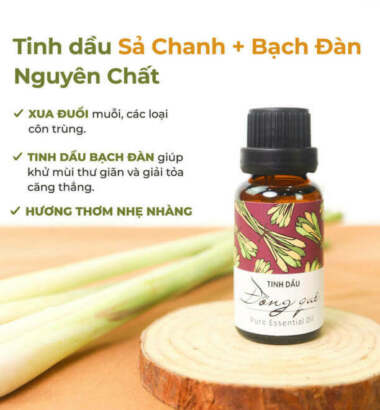 Tinh dầu Sả Chanh + Bạch Đàn
Nguyên Chất
XUA ĐUỔI muỗi, các loại
côn trùng.
TINH DẦU BẠCH ĐÀN giúp
khử mùi thư giãn và giải tỏa
căng thẳng.
HƯƠNG THƠM NHẸ NHÀNG
TINH DẦU
Đồng quê
Pure Essential Oil